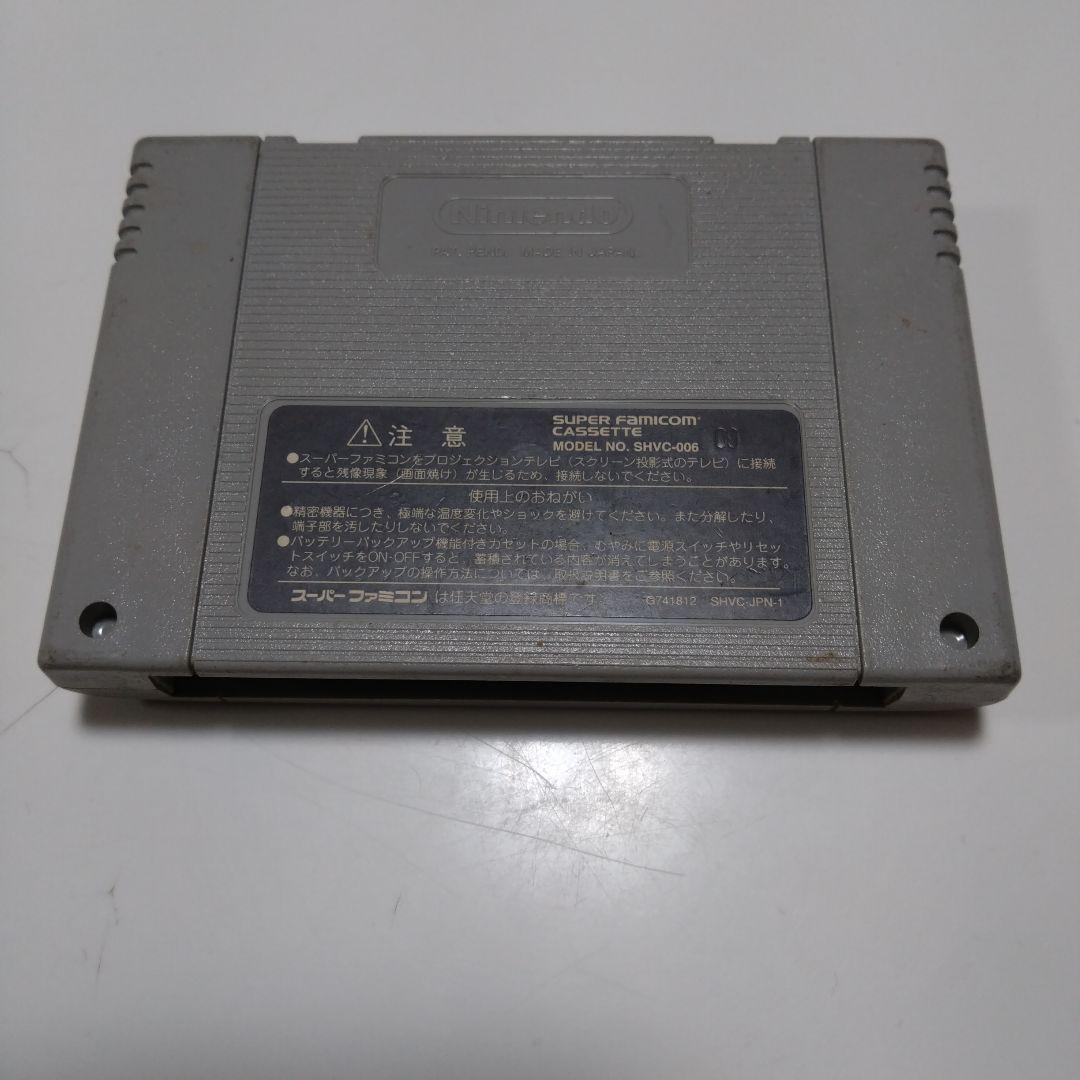 Nintendo
PAT. PEND. MADE IN JAPAN
⚠注意
SUPER FAMICOM
CASSETTE
MODEL NO. SHVC-006
●スーパーファミコンをプロジェクションテレビ（スクリーン投影式のテレビ）に接続
すると残像現象（画面焼け）が生じるため、接続しないでください。
使用上のおねがい
●精密機器につき、極端な温度変化やショックを避けてください。また分解したり、
端子部を汚したりしないでください。
●バッテリーバックアップ機能付きカセットの場合、むやみに電源スイッチやリセッ
トスイッチをON-OFFすると、蓄積されている内容が消えてしまうことがあります。
なお、バックアップの操作方法については、取扱説明書をご参照ください。
スーパーファミコンは任天堂の登録商標です。 G741812 SHVC-JPN-1